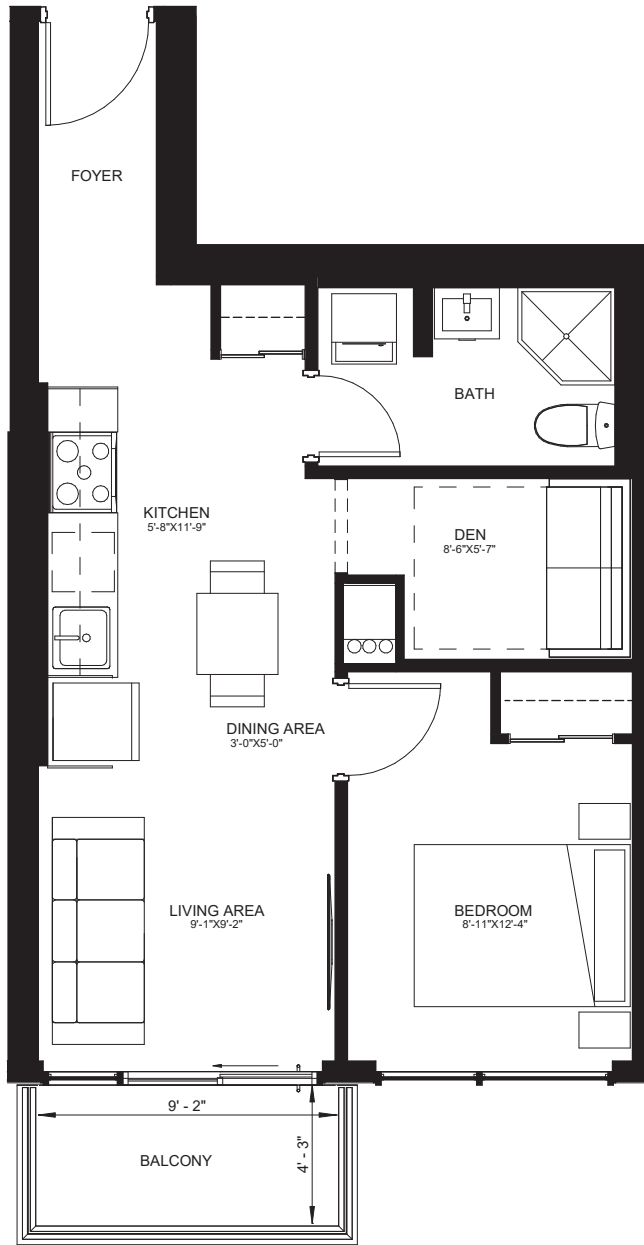 FOYER
BATH
KITCHEN
5'-8"X11'-9"
DEN
8'-6"X5'-7"
DINING AREA
3'-0"X5'-0"
LIVING AREA
9'-1"X9'-2"
BEDROOM
8'-11"X12'-4"
9' - 2"
4' - 3"
BALCONY